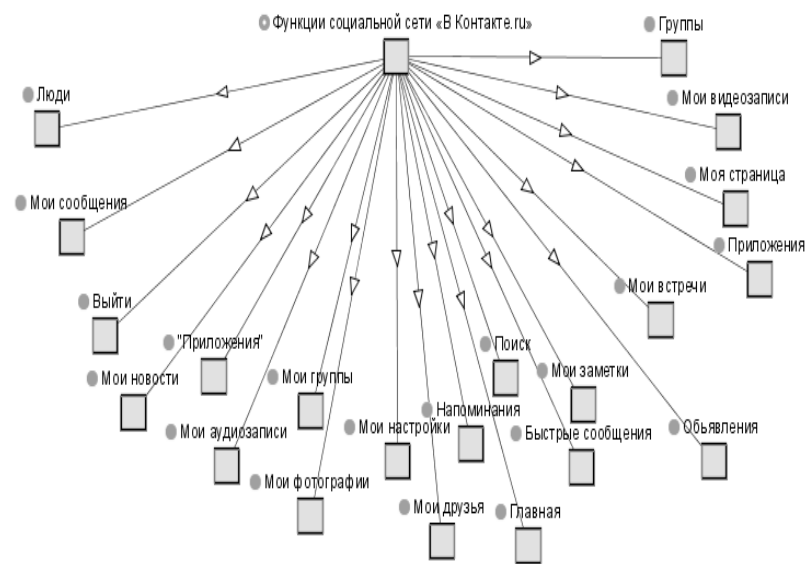 Функции социальной сети «В Контакте.ru»
Группы
Люди
Мои видеозаписи
Моя страница
Мои сообщения
Приложения
Мои встречи
Выйти
"Приложения"
Поиск
Мои новости
Мои группы
Мои заметки
Напоминания
Мои аудиозаписи
Мои настройки
Быстрые сообщения
Обьявления
Мои фотографии
Мои друзья
Главная